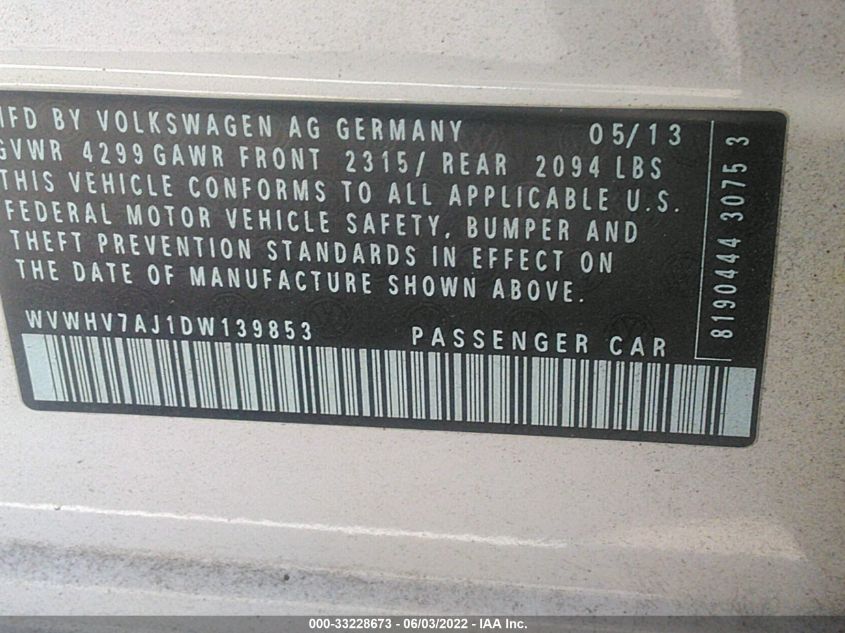 MFD BY VOLKSWAGEN AG GERMANY 05/13
GVWR 4299 GAWR FRONT 2315/ REAR 2094 LBS
THIS VEHICLE CONFORMS TO ALL APPLICABLE U.S.
FEDERAL MOTOR VEHICLE SAFETY, BUMPER AND
THEFT PREVENTION STANDARDS IN EFFECT ON
THE DATE OF MANUFACTURE SHOWN ABOVE.
WVWHV7AJ1DW139853 PASSENGER CAR
8190444 3075 3
000-33228673 - 06/03/2022 - IAA Inc.